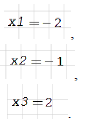 x1 = −2 ,
x2 = −1 ,
x3 = 2 .